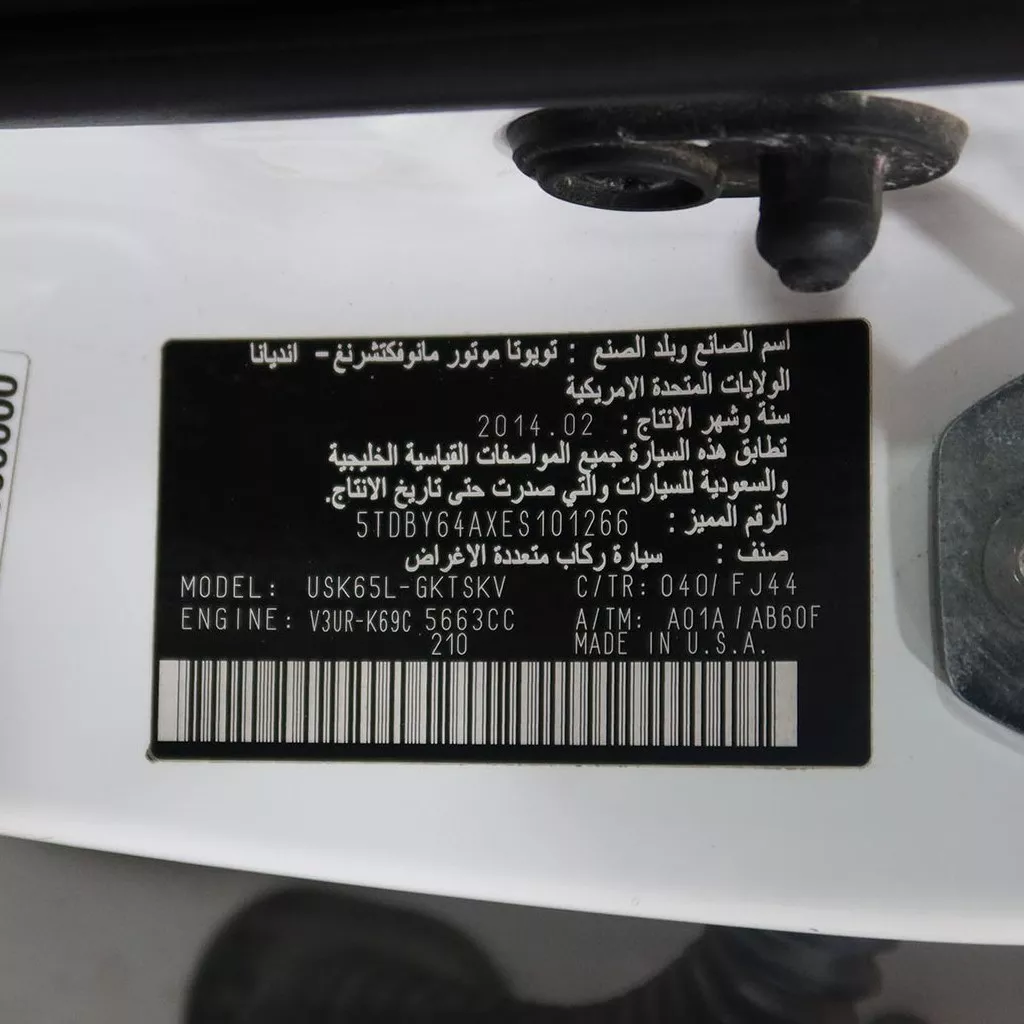 اسم الصانع وبلد الصنع : تويوتا موتور مانوفكتشرنغ - انديانا
الولايات المتحدة الامريكية
سنة وشهر الانتاج : 2014.02
تطابق هذه السيارة جميع المواصفات القياسية الخليجية
والسعودية للسيارات والتي صدرت حتى تاريخ الانتاج.
الرقم المميز : 5TDBY64AXES101266
صنف : سيارة ركاب متعددة الاغراض
MODEL: USK65L-GKTSKV C/TR: 040/ FJ44
ENGINE: V3UR-K69C 5663CC A/TM: A01A / AB60F
210 MADE IN U.S.A.